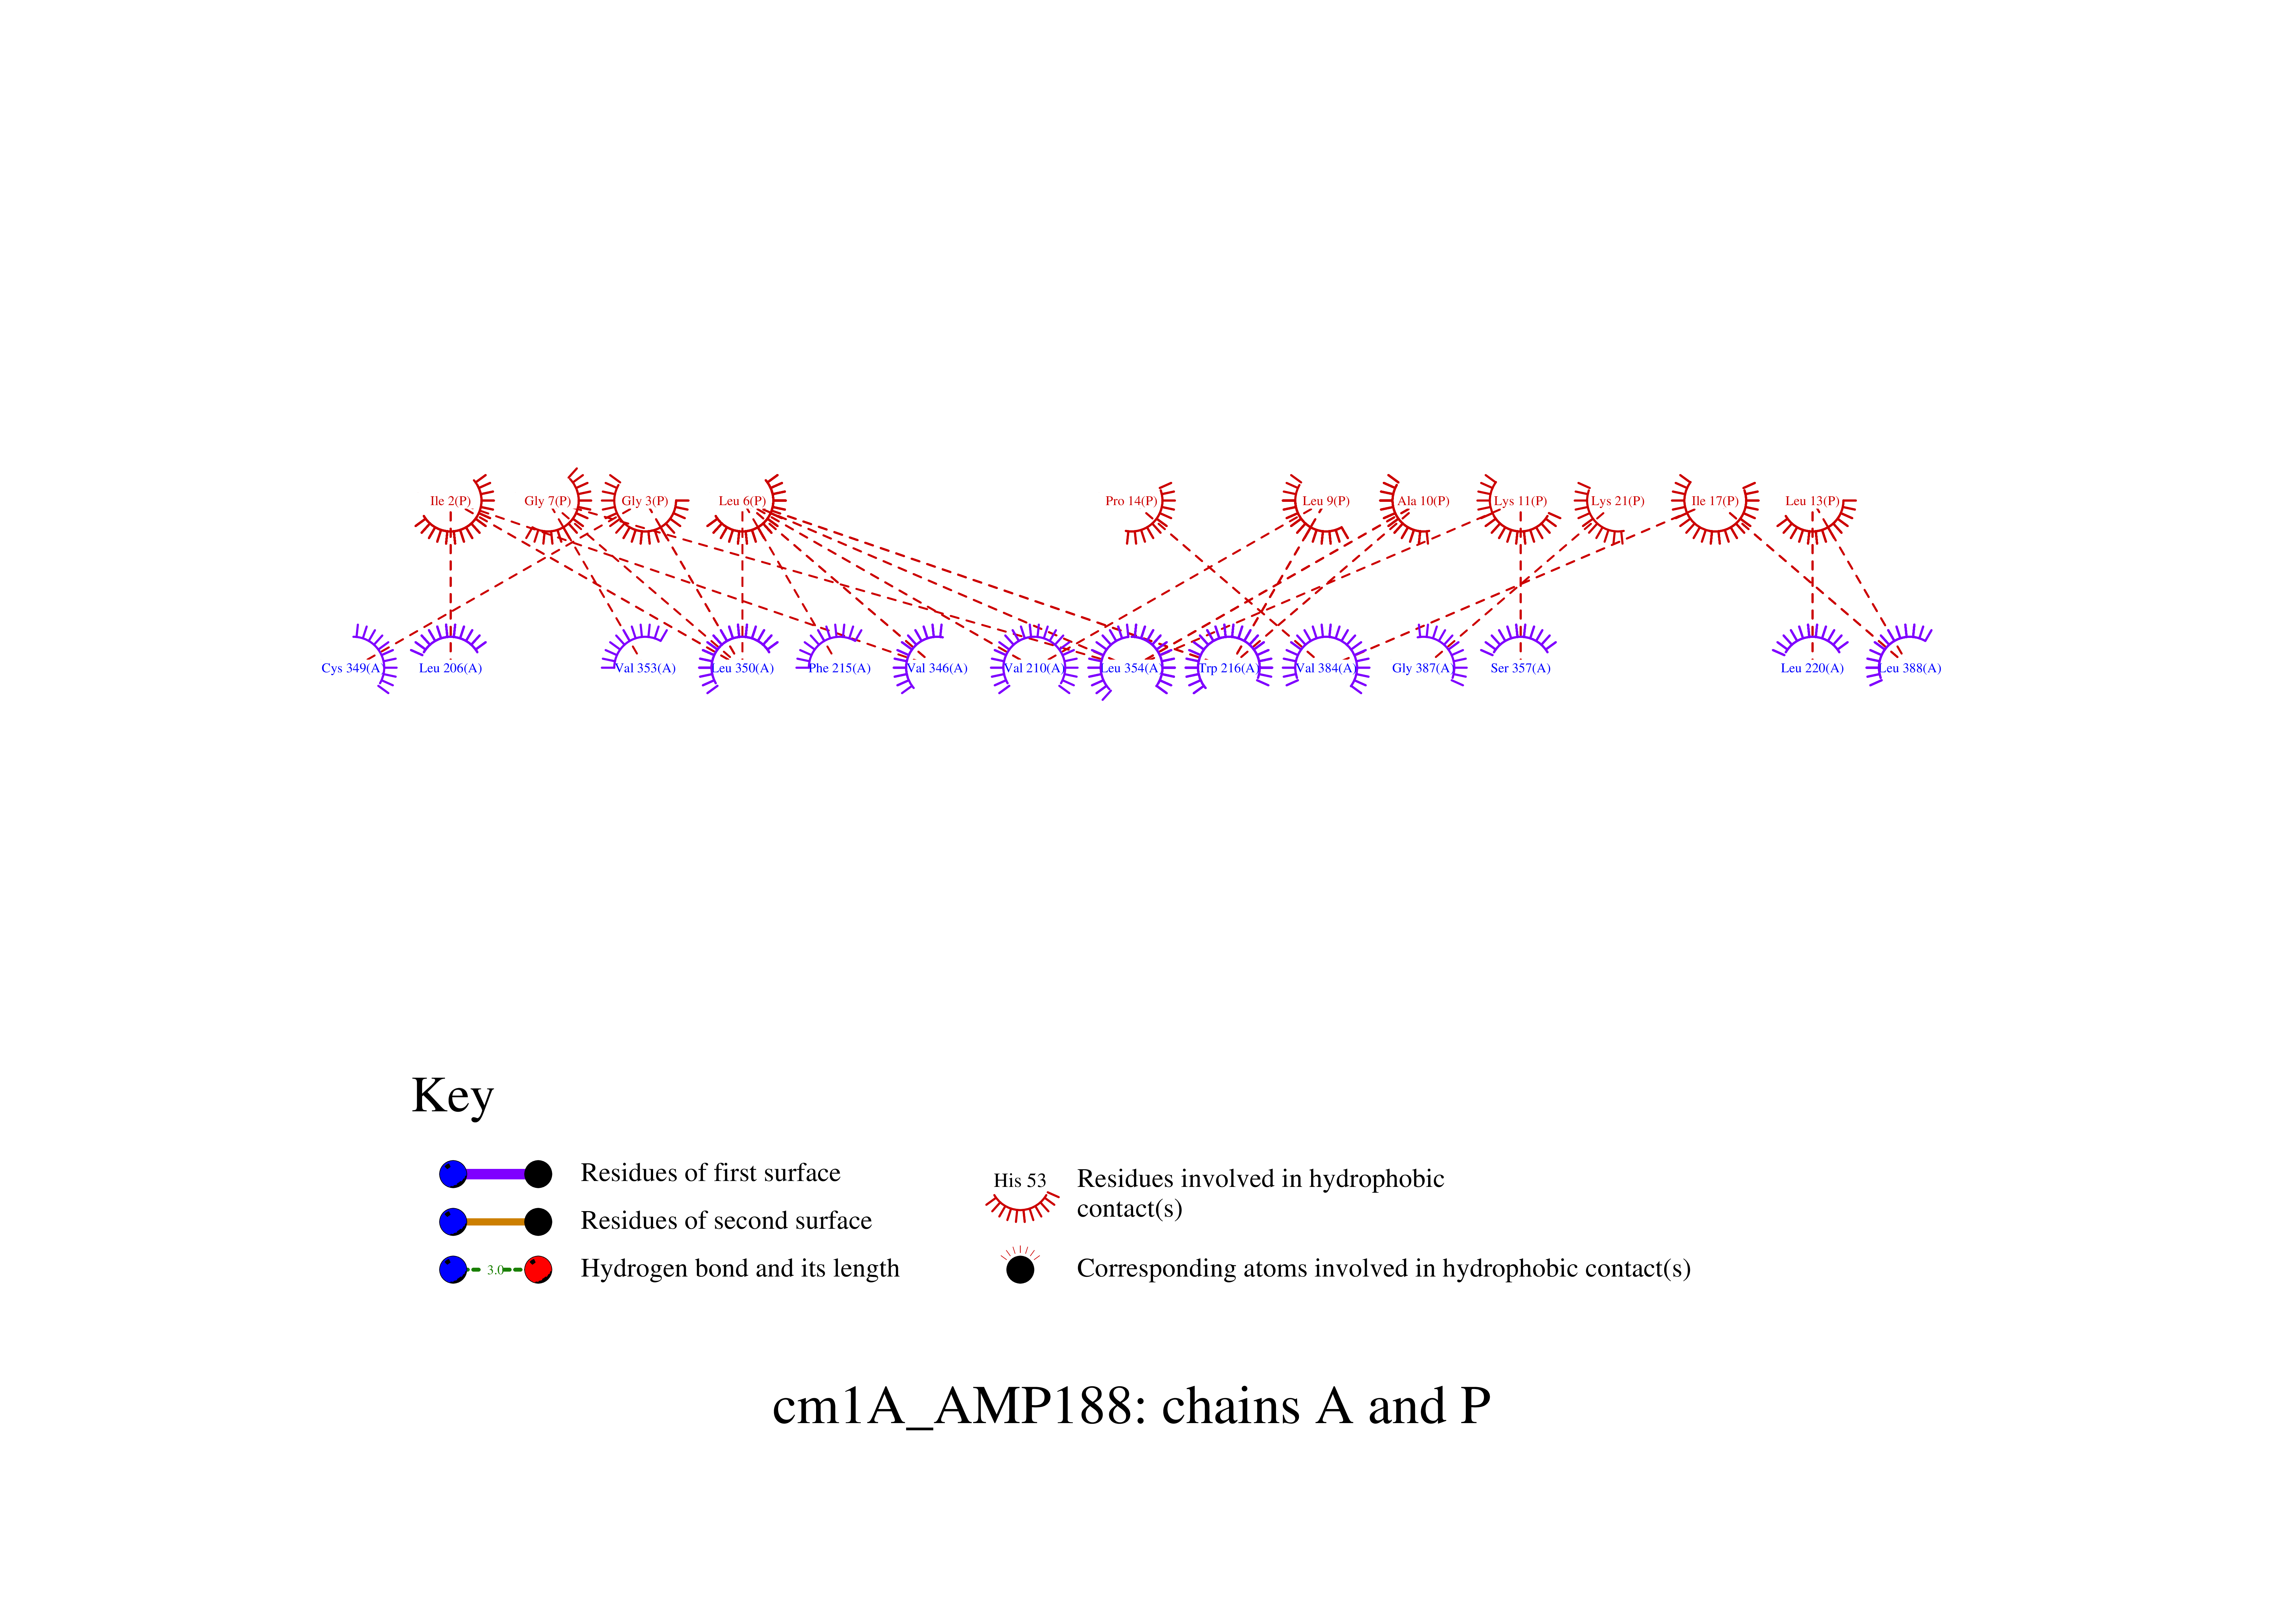 Ile 2(P) Gly 7(P) Gly 3(P) Leu 6(P) Pro 14(P) Leu 9(P) Ala 10(P) Lys 11(P) Lys 21(P) Ile 17(P) Leu 13(P)
Cys 349(A) Leu 206(A) Val 353(A) Leu 350(A) Phe 215(A) Val 346(A) Val 210(A) Leu 354(A) Trp 216(A) Val 384(A) Gly 387(A) Ser 357(A) Leu 220(A) Leu 388(A)
Key
Residues of first surface
Residues of second surface
3.0 Hydrogen bond and its length
His 53 Residues involved in hydrophobic
contact(s)
Corresponding atoms involved in hydrophobic contact(s)
cm1A_AMP188: chains A and P